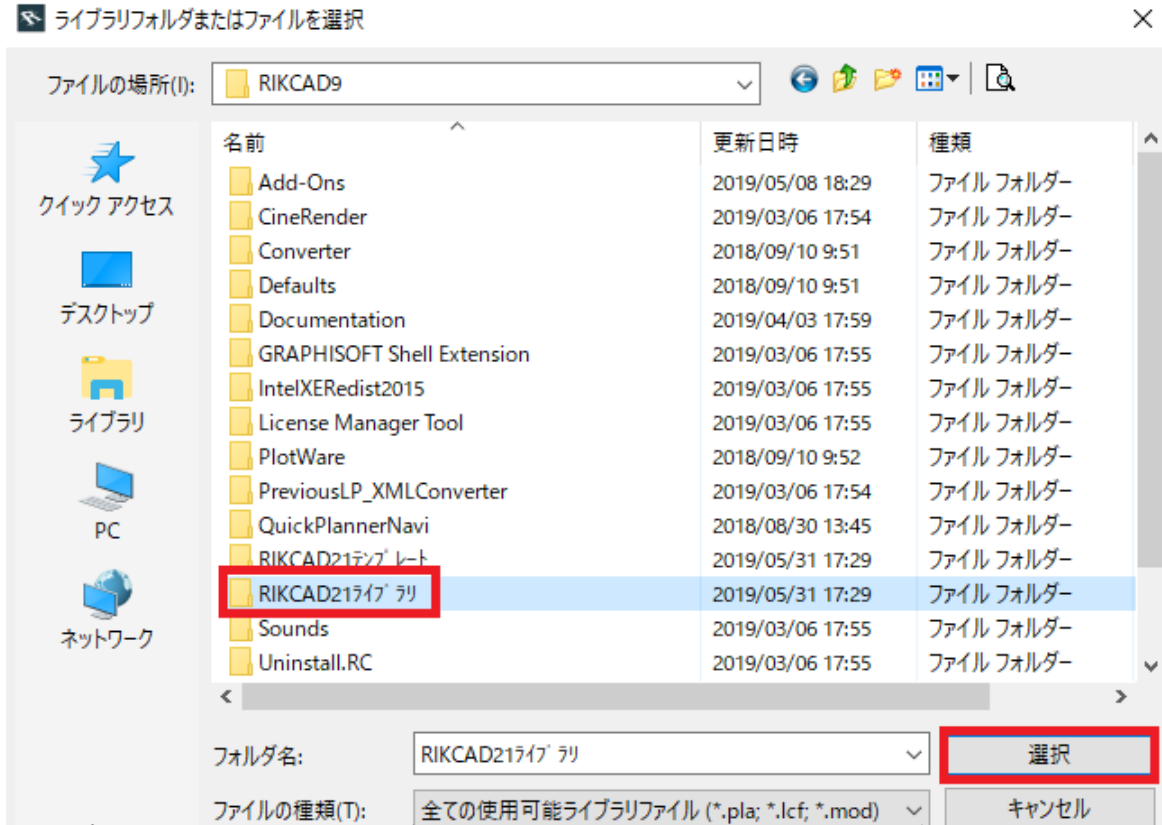 ライブラリフォルダまたはファイルを選択
ファイルの場所(I): RIKCAD9
名前 更新日時 種類
Add-Ons 2019/05/08 18:29 ファイル フォルダー
CineRender 2019/03/06 17:54 ファイル フォルダー
Converter 2018/09/10 9:51 ファイル フォルダー
Defaults 2018/09/10 9:51 ファイル フォルダー
Documentation 2019/04/03 17:59 ファイル フォルダー
GRAPHISOFT Shell Extension 2019/03/06 17:55 ファイル フォルダー
IntelXERedist2015 2019/03/06 17:55 ファイル フォルダー
License Manager Tool 2019/03/06 17:55 ファイル フォルダー
PlotWare 2018/09/10 9:52 ファイル フォルダー
PreviousLP_XMLConverter 2019/03/06 17:54 ファイル フォルダー
QuickPlannerNavi 2018/08/30 13:45 ファイル フォルダー
RIKCAD21ﾃﾝﾌﾟﾚｰﾄ 2019/05/31 17:29 ファイル フォルダー
RIKCAD21ﾗｲﾌﾞﾗﾘ 2019/05/31 17:29 ファイル フォルダー
Sounds 2019/03/06 17:55 ファイル フォルダー
Uninstall.RC 2019/03/06 17:55 ファイル フォルダー
クイック アクセス
デスクトップ
ライブラリ
PC
ネットワーク
フォルダ名: RIKCAD21ﾗｲﾌﾞﾗﾘ 選択
ファイルの種類(T): 全ての使用可能ライブラリファイル (*.pla; *.lcf; *.mod) キャンセル